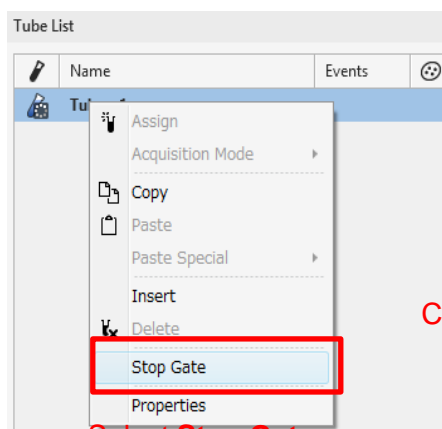 Tube List
Name Events
Assign
Acquisition Mode
Copy
Paste
Paste Special
Insert
Delete
Stop Gate
Properties
C